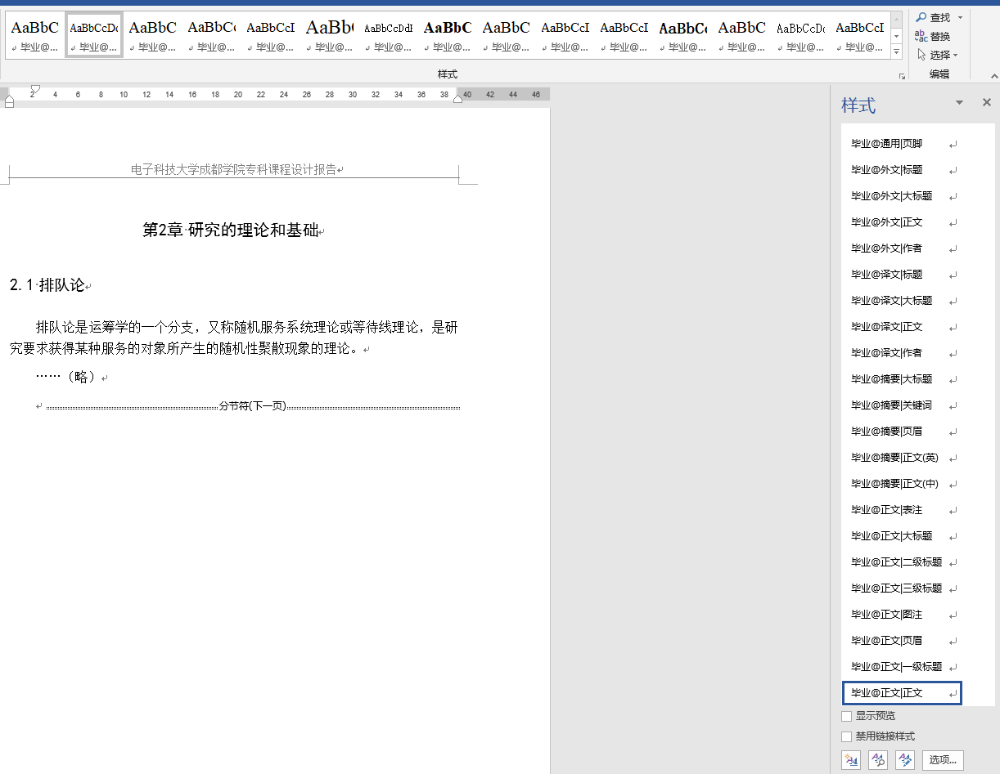 AaBbC AaBbCcDc AaBbC AaBbC AaBbCcI AaBb AaBbCcDdI AaBbC AaBbC AaBbCcI AaBbCcI AaBbC AaBbC AaBbCcDc AaBbCcI
毕业@... 毕业@... 毕业@... 毕业@... 毕业@... 毕业@... 毕业@... 毕业@... 毕业@... 毕业@... 毕业@... 毕业@... 毕业@... 毕业@... 毕业@...
样式
查找
替换
选择
编辑
2 4 6 8 10 12 14 16 18 20 22 24 26 28 30 32 34 36 38 40 42 44 46
电子科技大学成都学院专科课程设计报告
第2章 研究的理论和基础
2.1 排队论
排队论是运筹学的一个分支，又称随机服务系统理论或等待线理论，是研
究要求获得某种服务的对象所产生的随机性聚散现象的理论。
……（略）
分节符(下一页)
样式
毕业@通用|页脚
毕业@外文|标题
毕业@外文|大标题
毕业@外文|正文
毕业@外文|作者
毕业@译文|标题
毕业@译文|大标题
毕业@译文|正文
毕业@译文|作者
毕业@摘要|大标题
毕业@摘要|关键词
毕业@摘要|页眉
毕业@摘要|正文(英)
毕业@摘要|正文(中)
毕业@正文|表注
毕业@正文|大标题
毕业@正文|二级标题
毕业@正文|三级标题
毕业@正文|图注
毕业@正文|页眉
毕业@正文|一级标题
毕业@正文|正文
显示预览
禁用链接样式
选项...